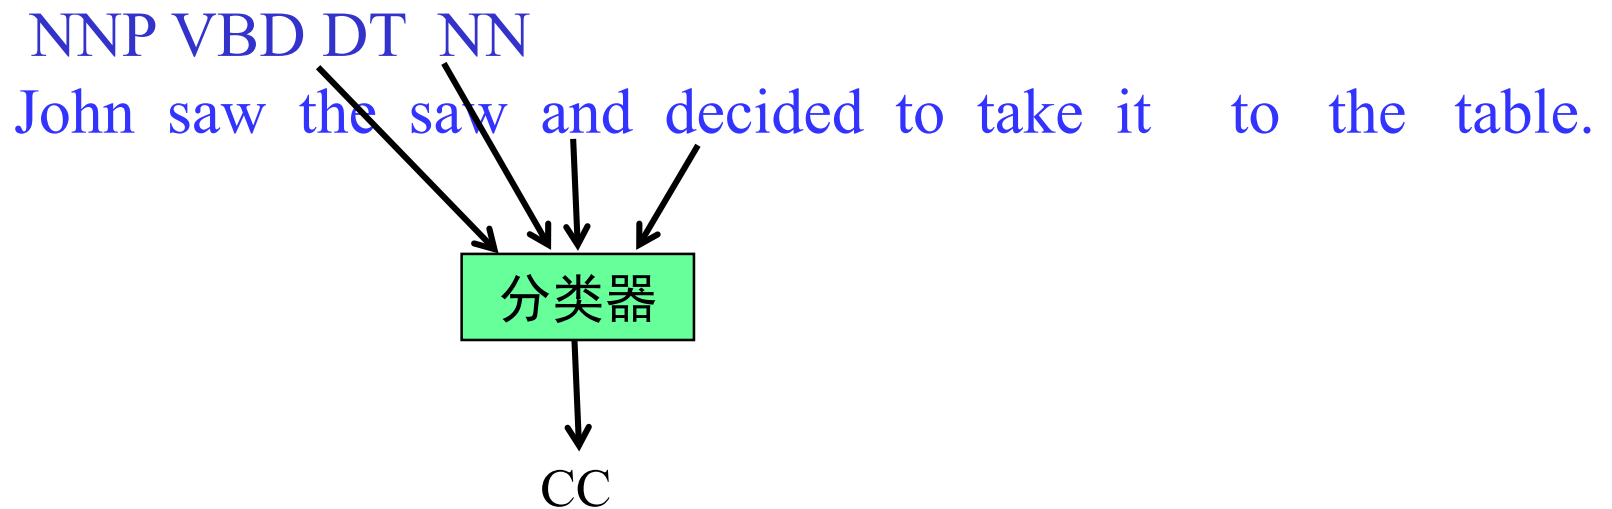 NNP VBD DT NN
John saw the saw and decided to take it to the table.
分类器
CC